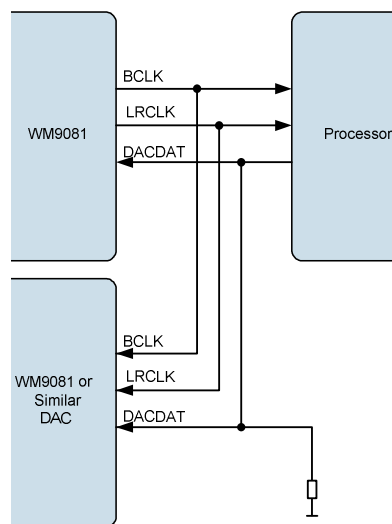 BCLK
LRCLK
WM9081
Processor
DACDAT
BCLK
LRCLK
WM9081 or
Similar
DAC
DACDAT